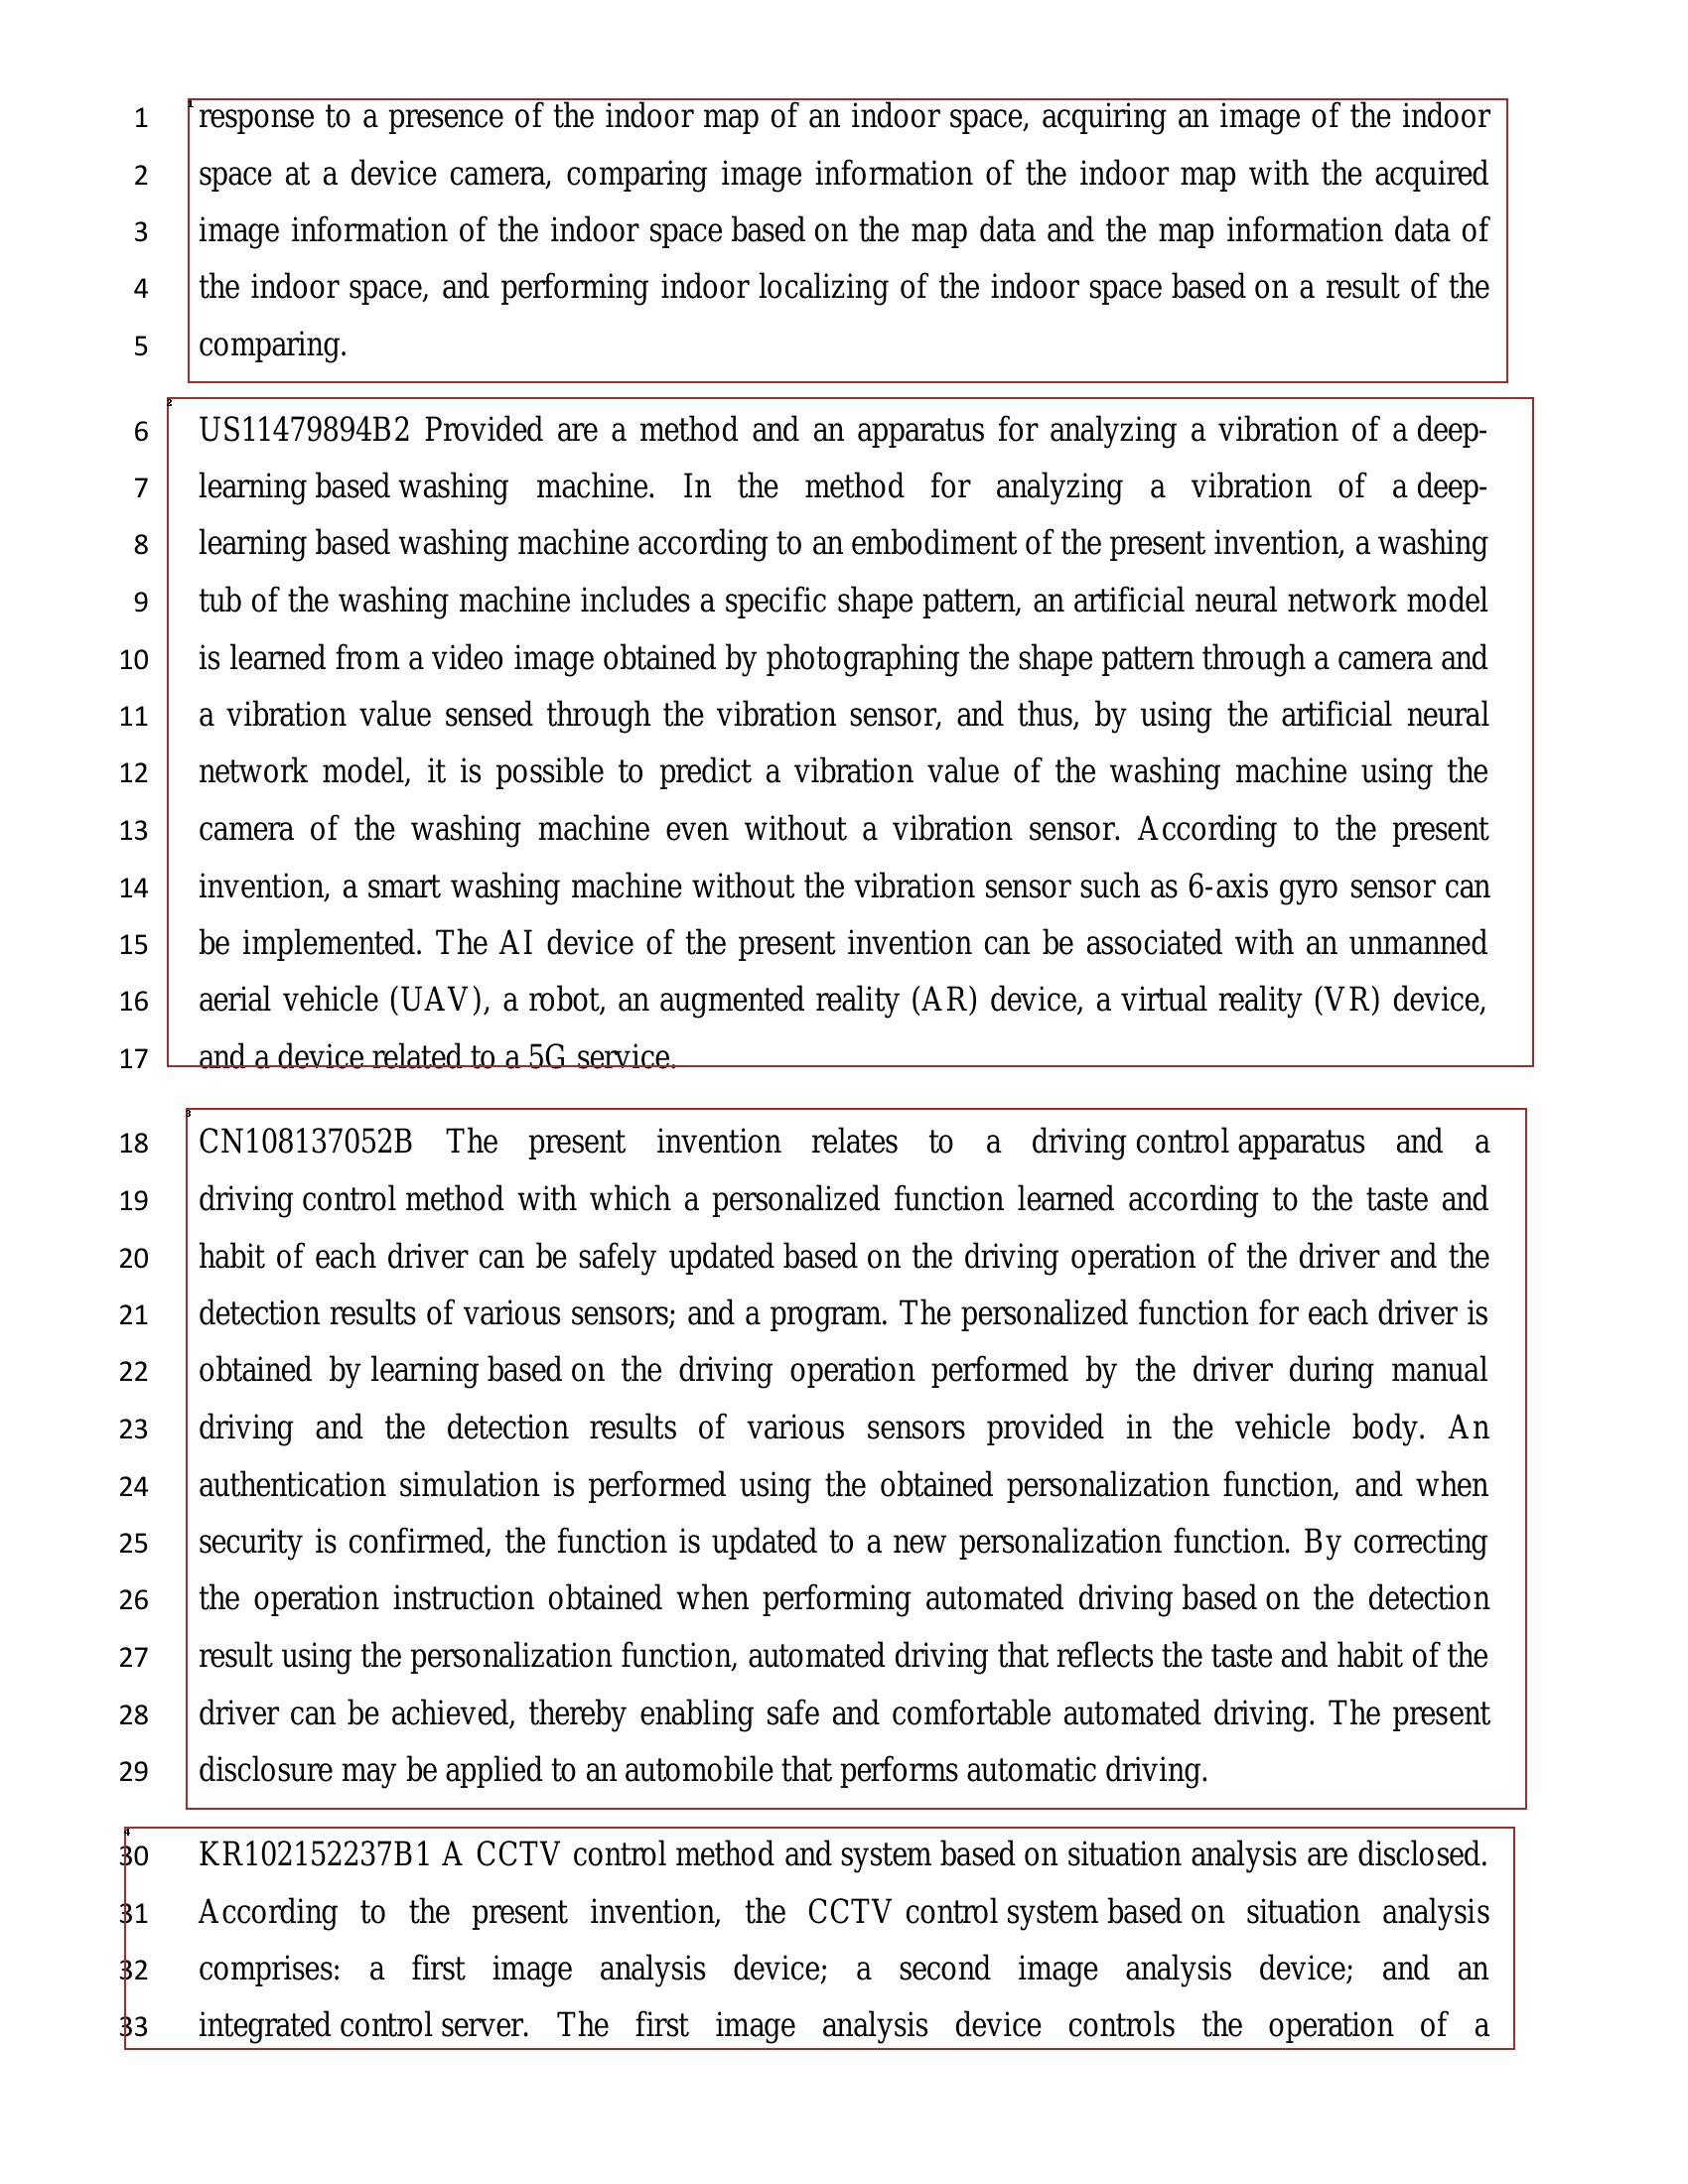 1 response to a presence of the indoor map of an indoor space, acquiring an image of the indoor
2 space at a device camera, comparing image information of the indoor map with the acquired
3 image information of the indoor space based on the map data and the map information data of
4 the indoor space, and performing indoor localizing of the indoor space based on a result of the
5 comparing.
6 US11479894B2 Provided are a method and an apparatus for analyzing a vibration of a deep-
7 learning based washing machine. In the method for analyzing a vibration of a deep-
8 learning based washing machine according to an embodiment of the present invention, a washing
9 tub of the washing machine includes a specific shape pattern, an artificial neural network model
10 is learned from a video image obtained by photographing the shape pattern through a camera and
11 a vibration value sensed through the vibration sensor, and thus, by using the artificial neural
12 network model, it is possible to predict a vibration value of the washing machine using the
13 camera of the washing machine even without a vibration sensor. According to the present
14 invention, a smart washing machine without the vibration sensor such as 6-axis gyro sensor can
15 be implemented. The AI device of the present invention can be associated with an unmanned
16 aerial vehicle (UAV), a robot, an augmented reality (AR) device, a virtual reality (VR) device,
17 and a device related to a 5G service.
18 CN108137052B The present invention relates to a driving control apparatus and a
19 driving control method with which a personalized function learned according to the taste and
20 habit of each driver can be safely updated based on the driving operation of the driver and the
21 detection results of various sensors; and a program. The personalized function for each driver is
22 obtained by learning based on the driving operation performed by the driver during manual
23 driving and the detection results of various sensors provided in the vehicle body. An
24 authentication simulation is performed using the obtained personalization function, and when
25 security is confirmed, the function is updated to a new personalization function. By correcting
26 the operation instruction obtained when performing automated driving based on the detection
27 result using the personalization function, automated driving that reflects the taste and habit of the
28 driver can be achieved, thereby enabling safe and comfortable automated driving. The present
29 disclosure may be applied to an automobile that performs automatic driving.
30 KR102152237B1 A CCTV control method and system based on situation analysis are disclosed.
31 According to the present invention, the CCTV control system based on situation analysis
32 comprises: a first image analysis device; a second image analysis device; and an
33 integrated control server. The first image analysis device controls the operation of a